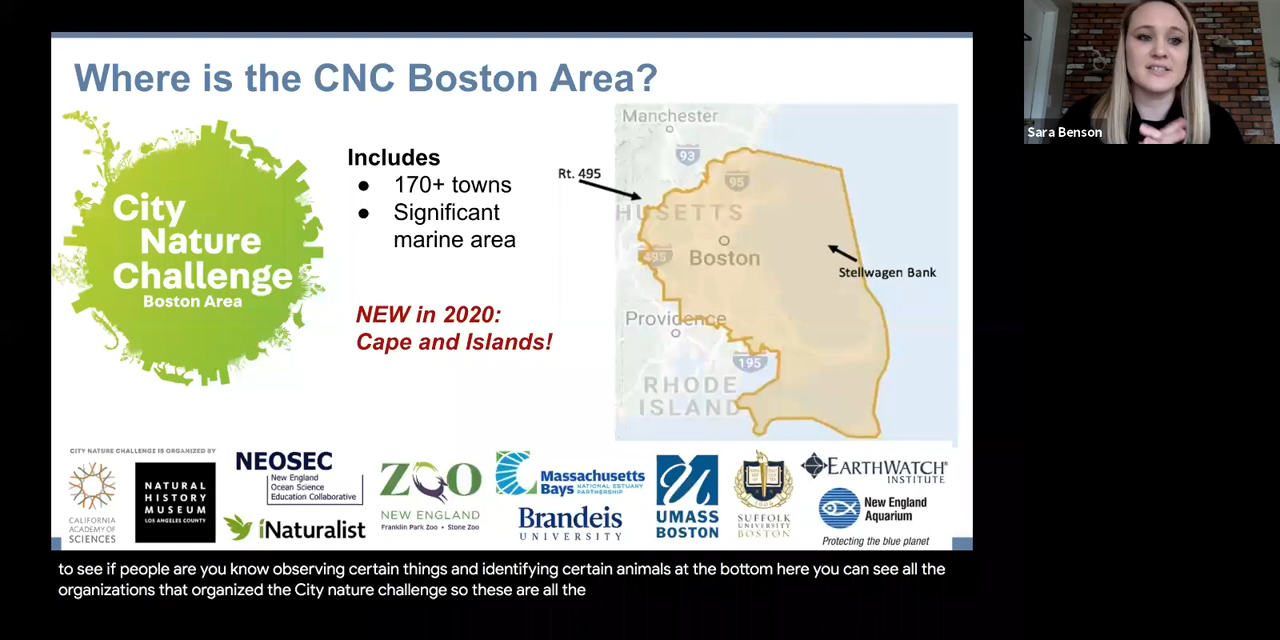 Where is the CNC Boston Area?
City
Nature
Challenge
Boston Area
Includes
● 170+ towns
● Significant
marine area
NEW in 2020:
Cape and Islands!
Manchester
93
Rt. 495
95
HUSETTS
495
Boston
Stellwagen Bank
Providence
195
RHODE
ISLAND
CITY NATURE CHALLENGE IS ORGANIZED BY
CALIFORNIA
ACADEMY OF
SCIENCES
NATURAL
HISTORY
MUSEUM
LOS ANGELES COUNTY
NEOSEC
New England
Ocean Science
Education Collaborative
iNaturalist
ZOO
NEW ENGLAND
Franklin Park Zoo • Stone Zoo
Massachusetts
Bays NATIONAL ESTUARY
PARTNERSHIP
Brandeis
UNIVERSITY
UMASS
BOSTON
SUFFOLK
UNIVERSITY
BOSTON
EARTHWATCH
INSTITUTE
New England
Aquarium
Protecting the blue planet
Sara Benson
to see if people are you know observing certain things and identifying certain animals at the bottom here you can see all the
organizations that organized the City nature challenge so these are all the